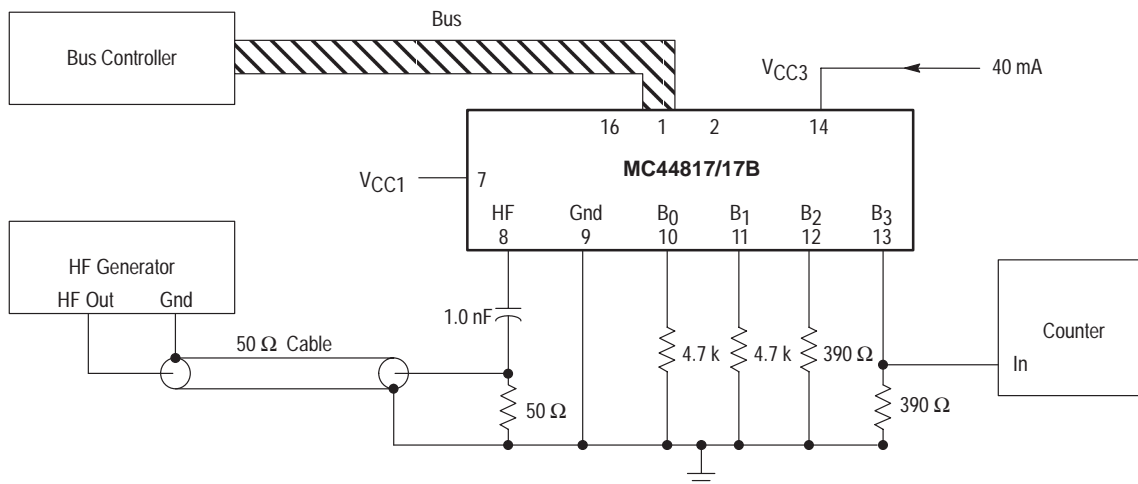 Bus
Bus Controller
VCC3
40 mA
16 1 2 14
MC44817/17B
VCC1
7
HF Gnd B0 B1 B2 B3
8 9 10 11 12 13
HF Generator
HF Out Gnd
1.0 nF
50 Ω Cable
4.7 k 4.7 k 390 Ω
Counter
In
50 Ω
390 Ω